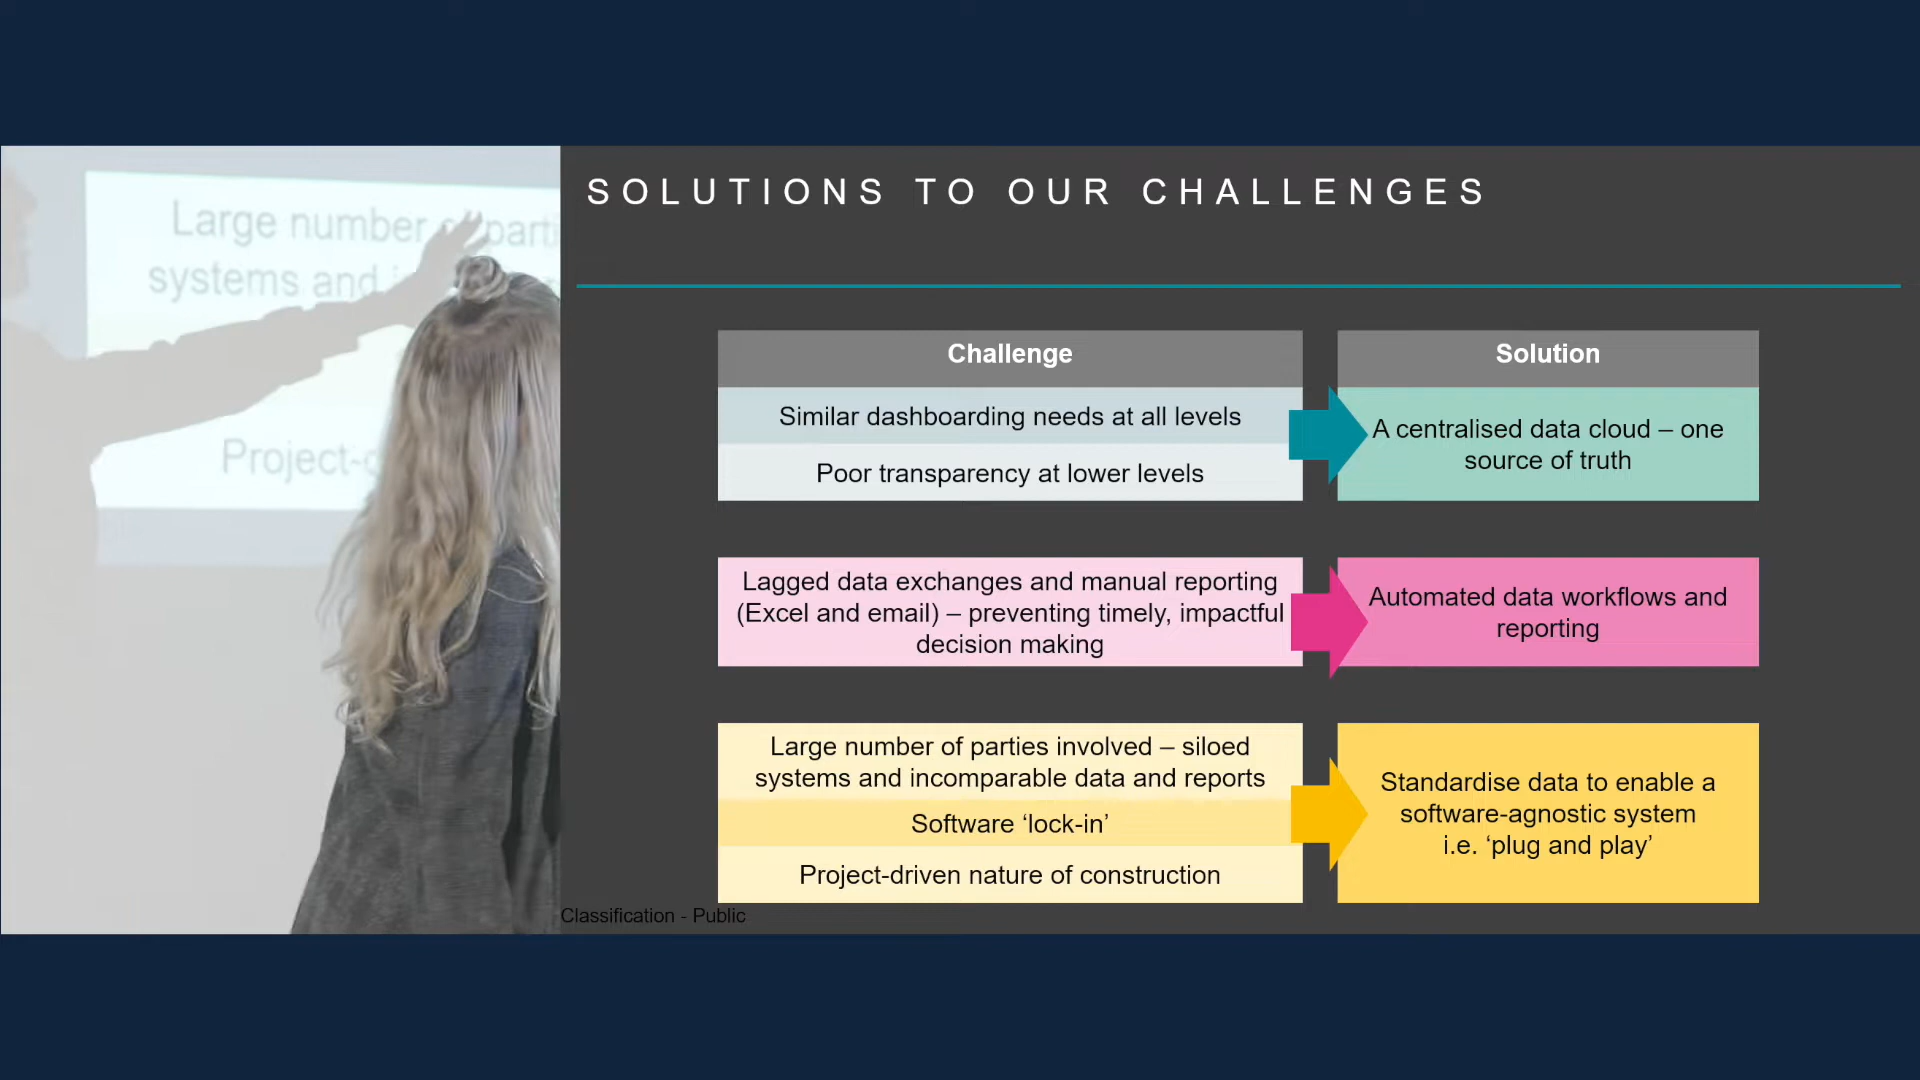 SOLUTIONS TO OUR CHALLENGES
Large number
systems and
Project-
Challenge
Solution
Similar dashboarding needs at all levels
Poor transparency at lower levels
A centralised data cloud – one
source of truth
Lagged data exchanges and manual reporting
(Excel and email) – preventing timely, impactful
decision making
Automated data workflows and
reporting
Large number of parties involved – siloed
systems and incomparable data and reports
Software ‘lock-in’
Project-driven nature of construction
Standardise data to enable a
software-agnostic system
i.e. ‘plug and play’
Classification - Public